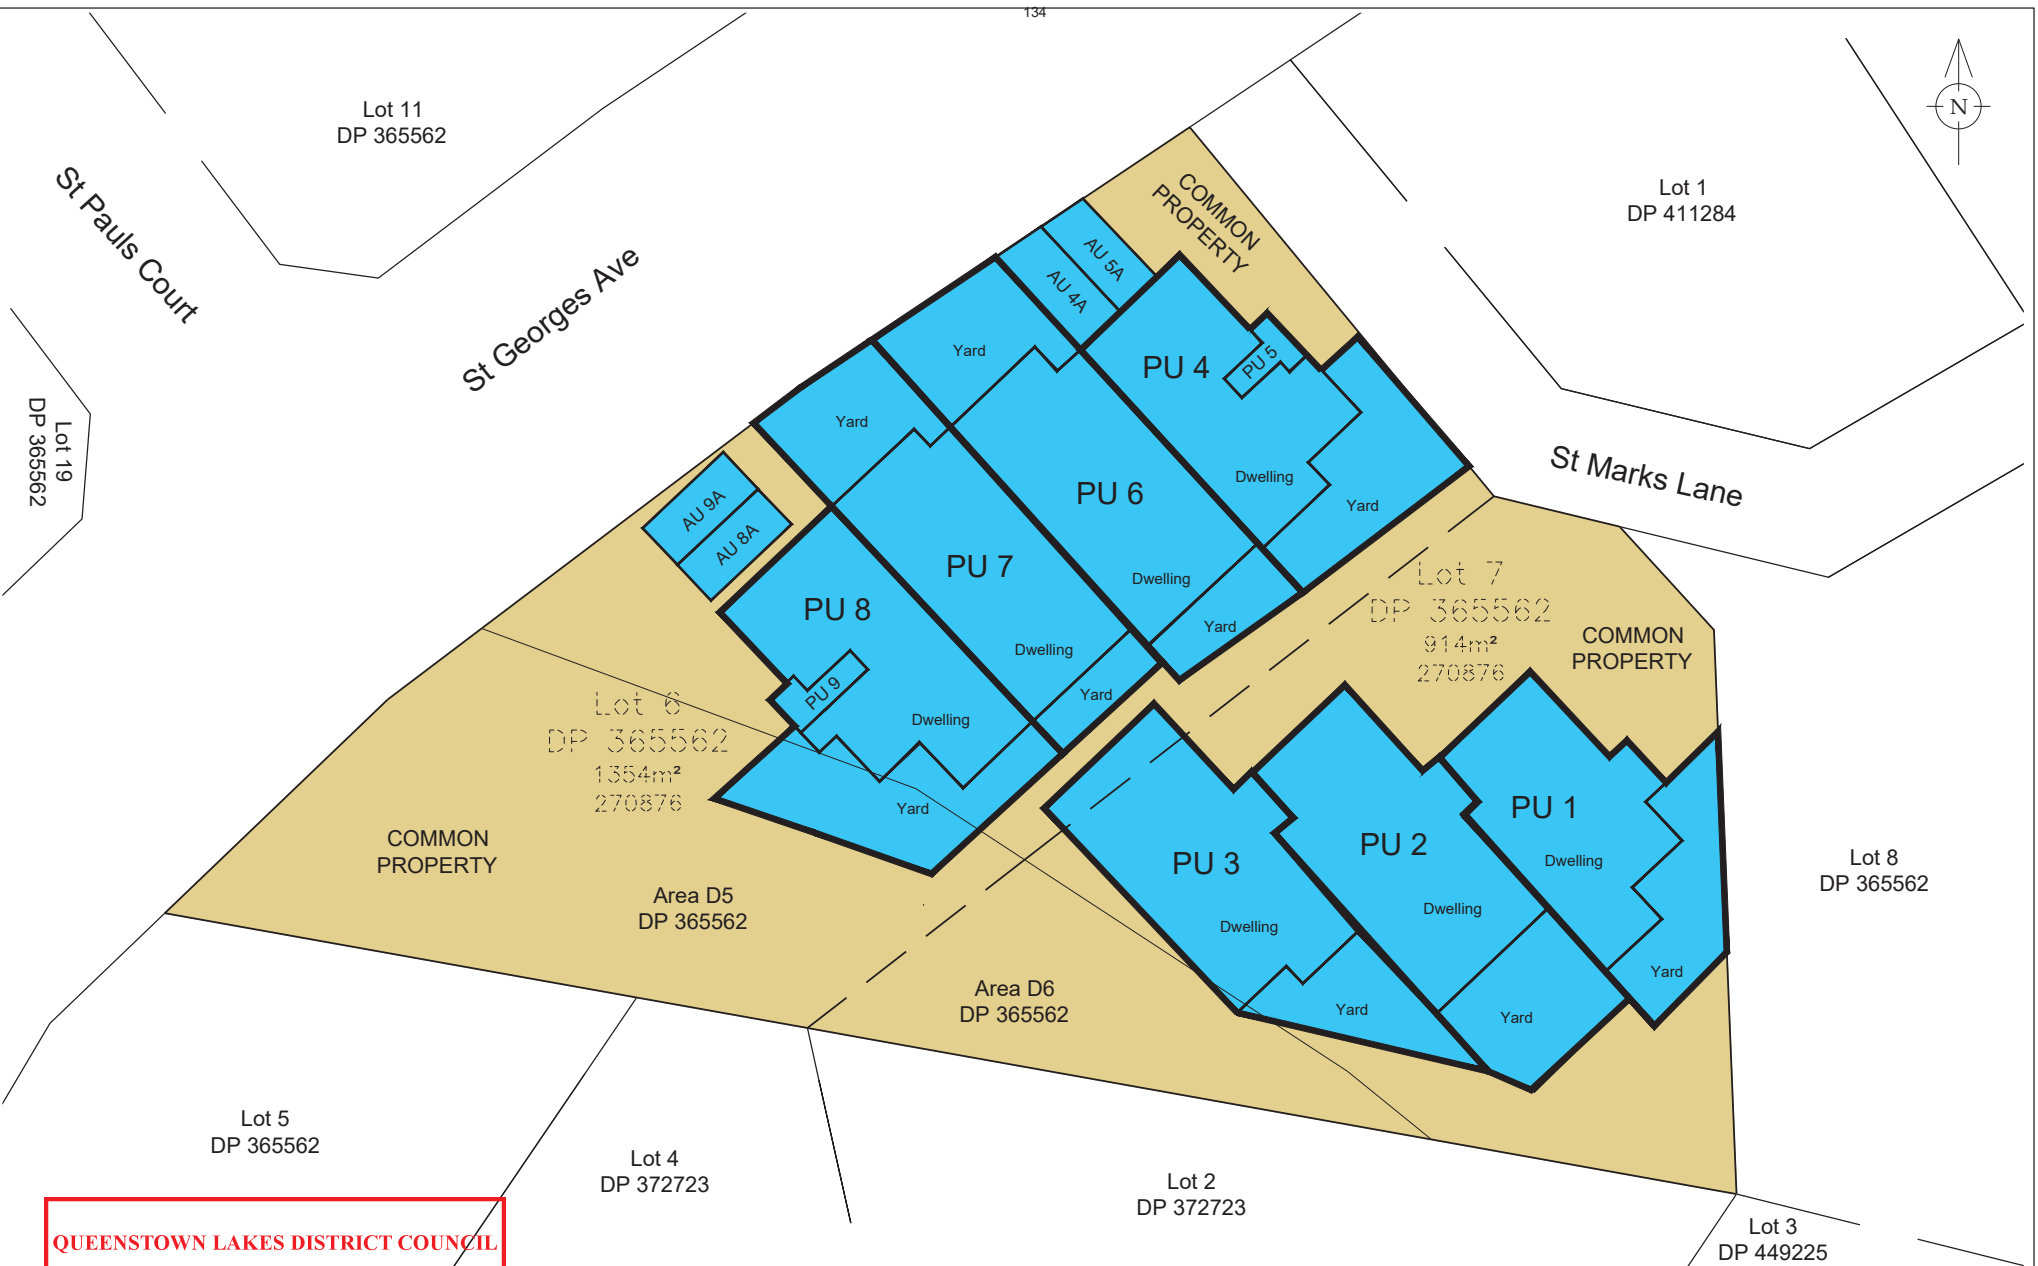 134
Lot 11
DP 365562
St Pauls Court
St Georges Ave
Lot 19
DP 365562
N
Lot 1
DP 411284
COMMON
PROPERTY
AU 5A
AU 4A
Yard
PU 4
PU 5
Yard
Dwelling
Yard
St Marks Lane
AU 9A
AU 8A
PU 6
PU 7
PU 8
Dwelling
Yard
Dwelling
Yard
PU 9
Dwelling
Yard
Lot 7
DP 365562
914m²
270876
COMMON
PROPERTY
Lot 6
DP 365562
1354m²
270876
COMMON
PROPERTY
Area D5
DP 365562
PU 1
Dwelling
Yard
PU 2
Dwelling
Yard
PU 3
Dwelling
Yard
Lot 8
DP 365562
Area D6
DP 365562
Lot 5
DP 365562
Lot 4
DP 372723
Lot 2
DP 372723
Lot 3
DP 449225
QUEENSTOWN LAKES DISTRICT COUNCIL